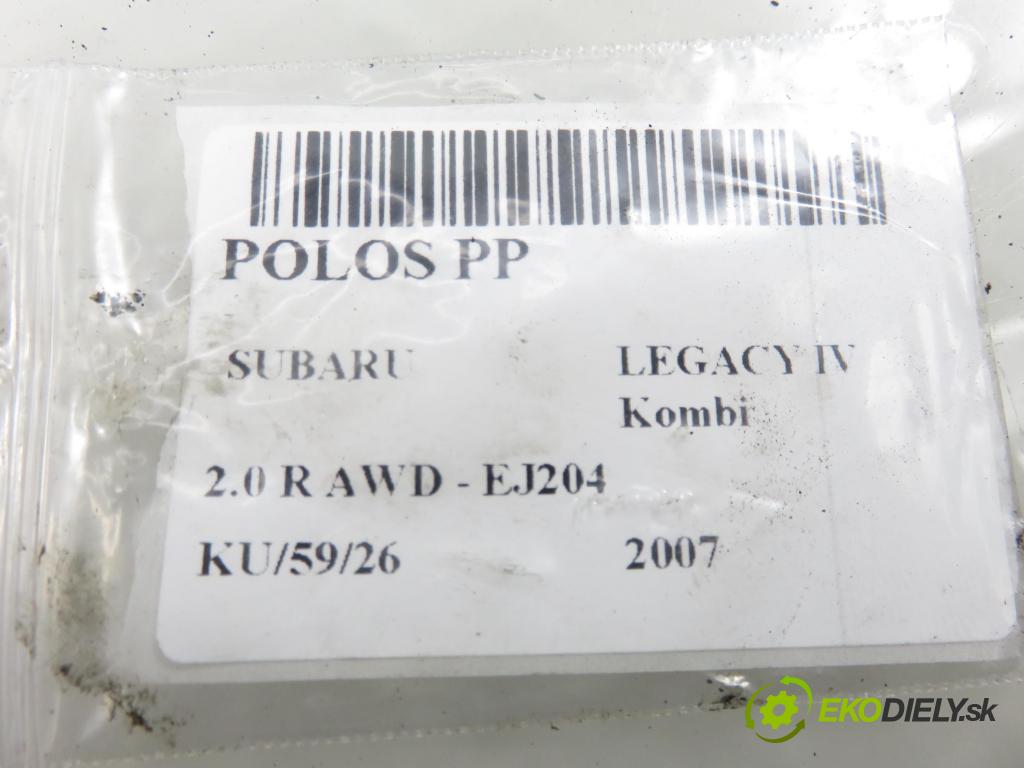 POLOS PP
SUBARU LEGACY IV
Kombi
2.0 R AWD - EJ204
KU/59/26 2007
EKODIELY.sk